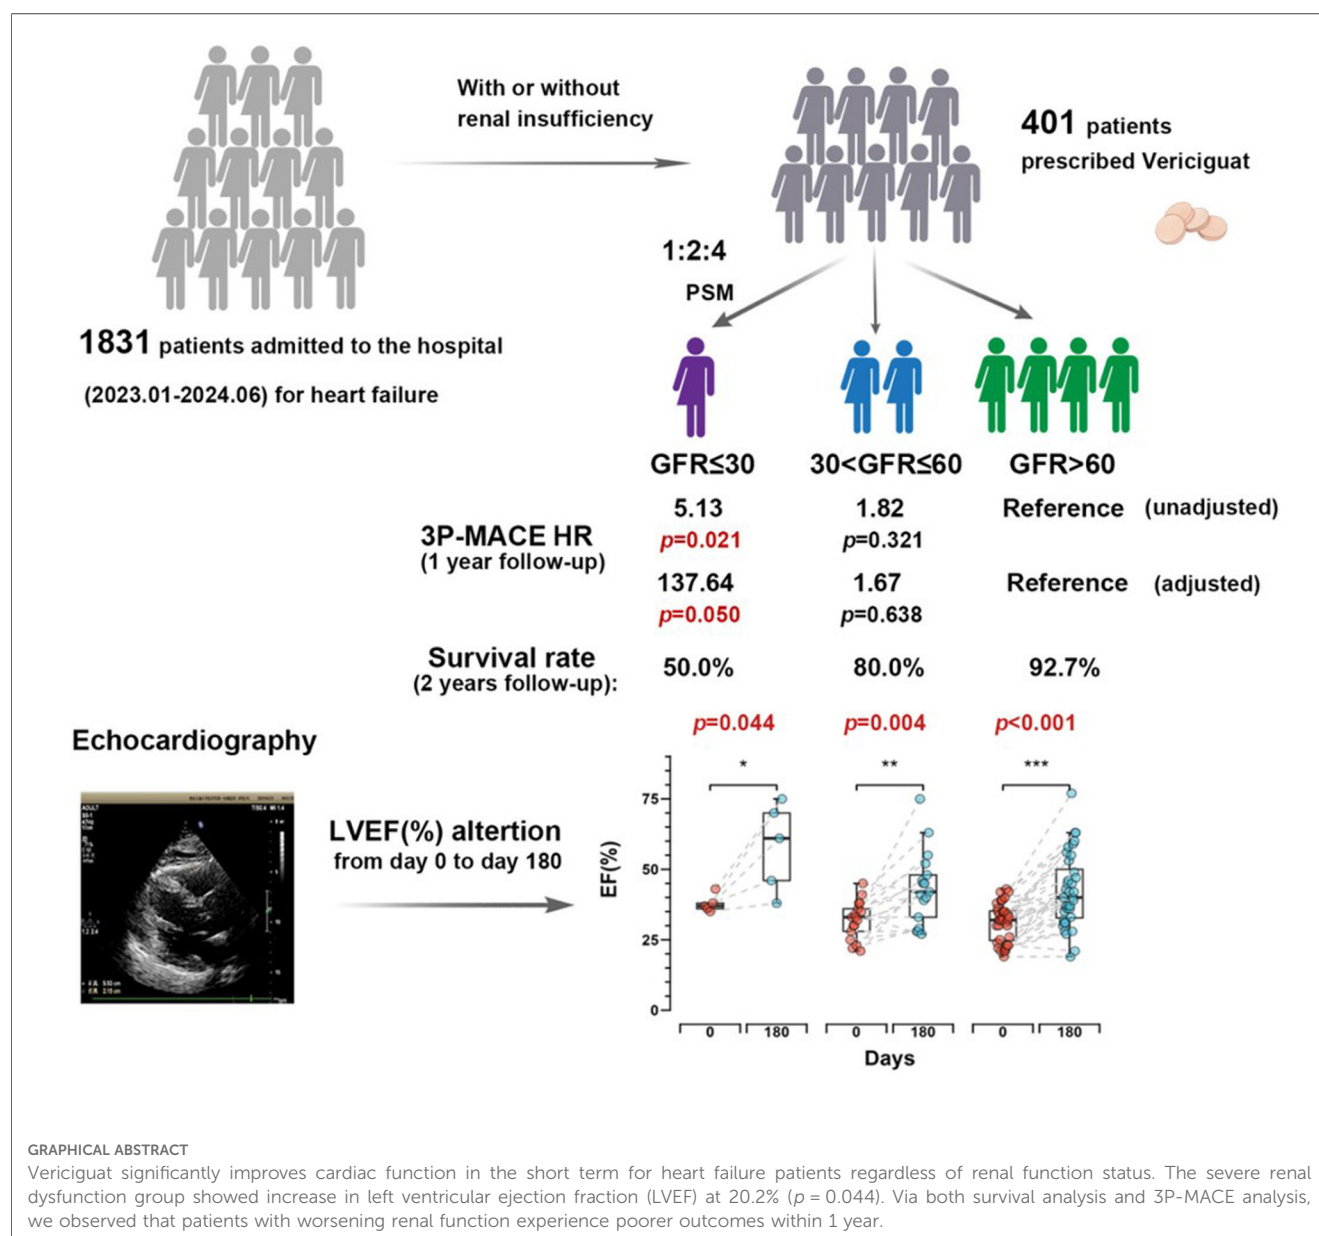 With or without
renal insufficiency
401 patients
prescribed Vericiguat
1831 patients admitted to the hospital
(2023.01-2024.06) for heart failure
1:2:4
PSM
GFR≤30 30<GFR≤60 GFR>60
3P-MACE HR
(1 year follow-up)
5.13 1.82 Reference (unadjusted)
p=0.021 p=0.321
137.64 1.67 Reference (adjusted)
p=0.050 p=0.638
Survival rate
(2 years follow-up):
50.0% 80.0% 92.7%
p=0.044 p=0.004 p<0.001
Echocardiography
ADULT
LVEF(%) altertion
from day 0 to day 180
* ** ***
EF(%)
75
50
25
0
0 180 0 180 0 180
Days
GRAPHICAL ABSTRACT
Vericiguat significantly improves cardiac function in the short term for heart failure patients regardless of renal function status. The severe renal
dysfunction group showed increase in left ventricular ejection fraction (LVEF) at 20.2% (p = 0.044). Via both survival analysis and 3P-MACE analysis,
we observed that patients with worsening renal function experience poorer outcomes within 1 year.